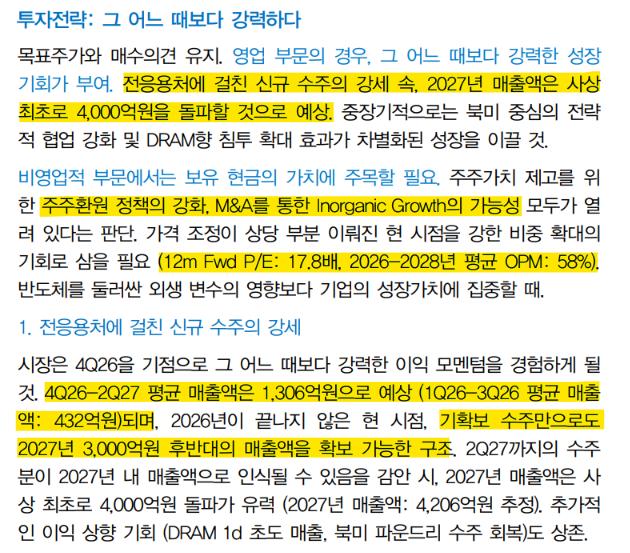 투자전략: 그 어느 때보다 강력하다
목표주가와 매수의견 유지. 영업 부문의 경우, 그 어느 때보다 강력한 성장
기회가 부여. 전응용처에 걸친 신규 수주의 강세 속, 2027년 매출액은 사상
최초로 4,000억원을 돌파할 것으로 예상. 중장기적으로는 북미 중심의 전략
적 협업 강화 및 DRAM향 침투 확대 효과가 차별화된 성장을 이끌 것.
비영업적 부문에서는 보유 현금의 가치에 주목할 필요. 주주가치 제고를 위
한 주주환원 정책의 강화, M&A를 통한 Inorganic Growth의 가능성 모두가 열
려 있다는 판단. 가격 조정이 상당 부분 이뤄진 현 시점을 강한 비중 확대의
기회로 삼을 필요 (12m Fwd P/E: 17.8배, 2026-2028년 평균 OPM: 58%).
반도체를 둘러싼 외생 변수의 영향보다 기업의 성장가치에 집중할 때.
1. 전응용처에 걸친 신규 수주의 강세
시장은 4Q26을 기점으로 그 어느 때보다 강력한 이익 모멘텀을 경험하게 될
것. 4Q26-2Q27 평균 매출액은 1,306억원으로 예상 (1Q26-3Q26 평균 매출
액: 432억원)되며, 2026년이 끝나지 않은 현 시점, 기확보 수주만으로도
2027년 3,000억원 후반대의 매출액을 확보 가능한 구조. 2Q27까지의 수주
분이 2027년 내 매출액으로 인식될 수 있음을 감안 시, 2027년 매출액은 사
상 최초로 4,000억원 돌파가 유력 (2027년 매출액: 4,206억원 추정). 추가적
인 이익 상향 기회 (DRAM 1d 초도 매출, 북미 파운드리 수주 회복)도 상존.